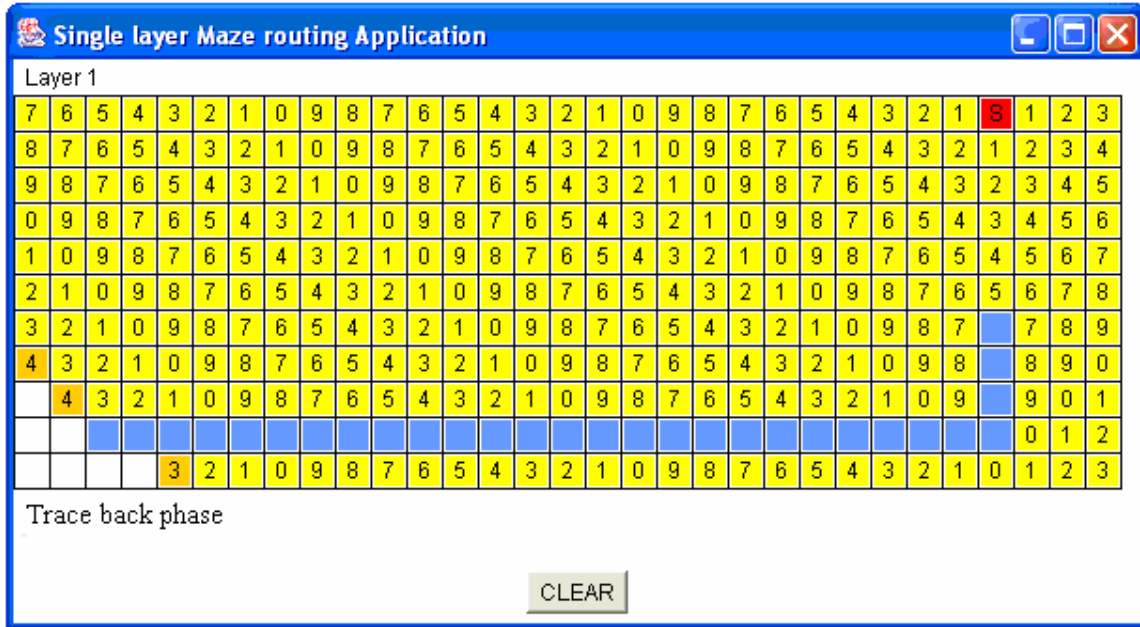 Single layer Maze routing Application
Layer 1
7 6 5 4 3 2 1 0 9 8 7 6 5 4 3 2 1 0 9 8 7 6 5 4 3 2 1 S 1 2 3
8 7 6 5 4 3 2 1 0 9 8 7 6 5 4 3 2 1 0 9 8 7 6 5 4 3 2 1 2 3 4
9 8 7 6 5 4 3 2 1 0 9 8 7 6 5 4 3 2 1 0 9 8 7 6 5 4 3 2 3 4 5
0 9 8 7 6 5 4 3 2 1 0 9 8 7 6 5 4 3 2 1 0 9 8 7 6 5 4 3 4 5 6
1 0 9 8 7 6 5 4 3 2 1 0 9 8 7 6 5 4 3 2 1 0 9 8 7 6 5 4 5 6 7
2 1 0 9 8 7 6 5 4 3 2 1 0 9 8 7 6 5 4 3 2 1 0 9 8 7 6 5 6 7 8
3 2 1 0 9 8 7 6 5 4 3 2 1 0 9 8 7 6 5 4 3 2 1 0 9 8 7 7 8 9
4 3 2 1 0 9 8 7 6 5 4 3 2 1 0 9 8 7 6 5 4 3 2 1 0 9 8 8 9 0
4 3 2 1 0 9 8 7 6 5 4 3 2 1 0 9 8 7 6 5 4 3 2 1 0 9 9 0 1
0 1 2
3 2 1 0 9 8 7 6 5 4 3 2 1 0 9 8 7 6 5 4 3 2 1 0 1 2 3
Trace back phase
CLEAR